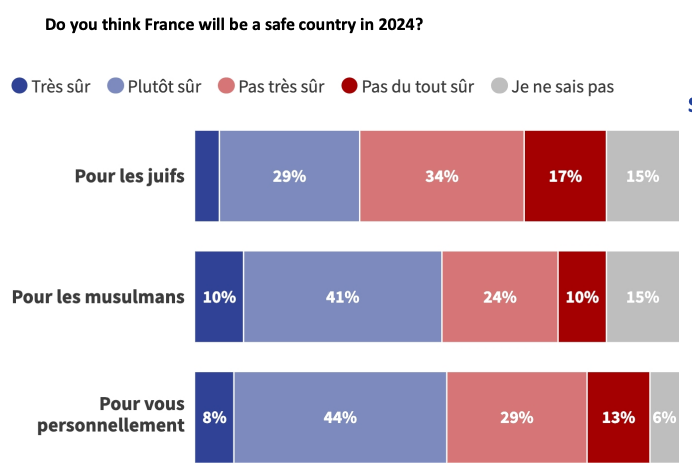 Do you think France will be a safe country in 2024?
Très sûr Plutôt sûr Pas très sûr Pas du tout sûr Je ne sais pas
Pour les juifs 29% 34% 17% 15%
Pour les musulmans 10% 41% 24% 10% 15%
Pour vous
personnellement 8% 44% 29% 13% 6%